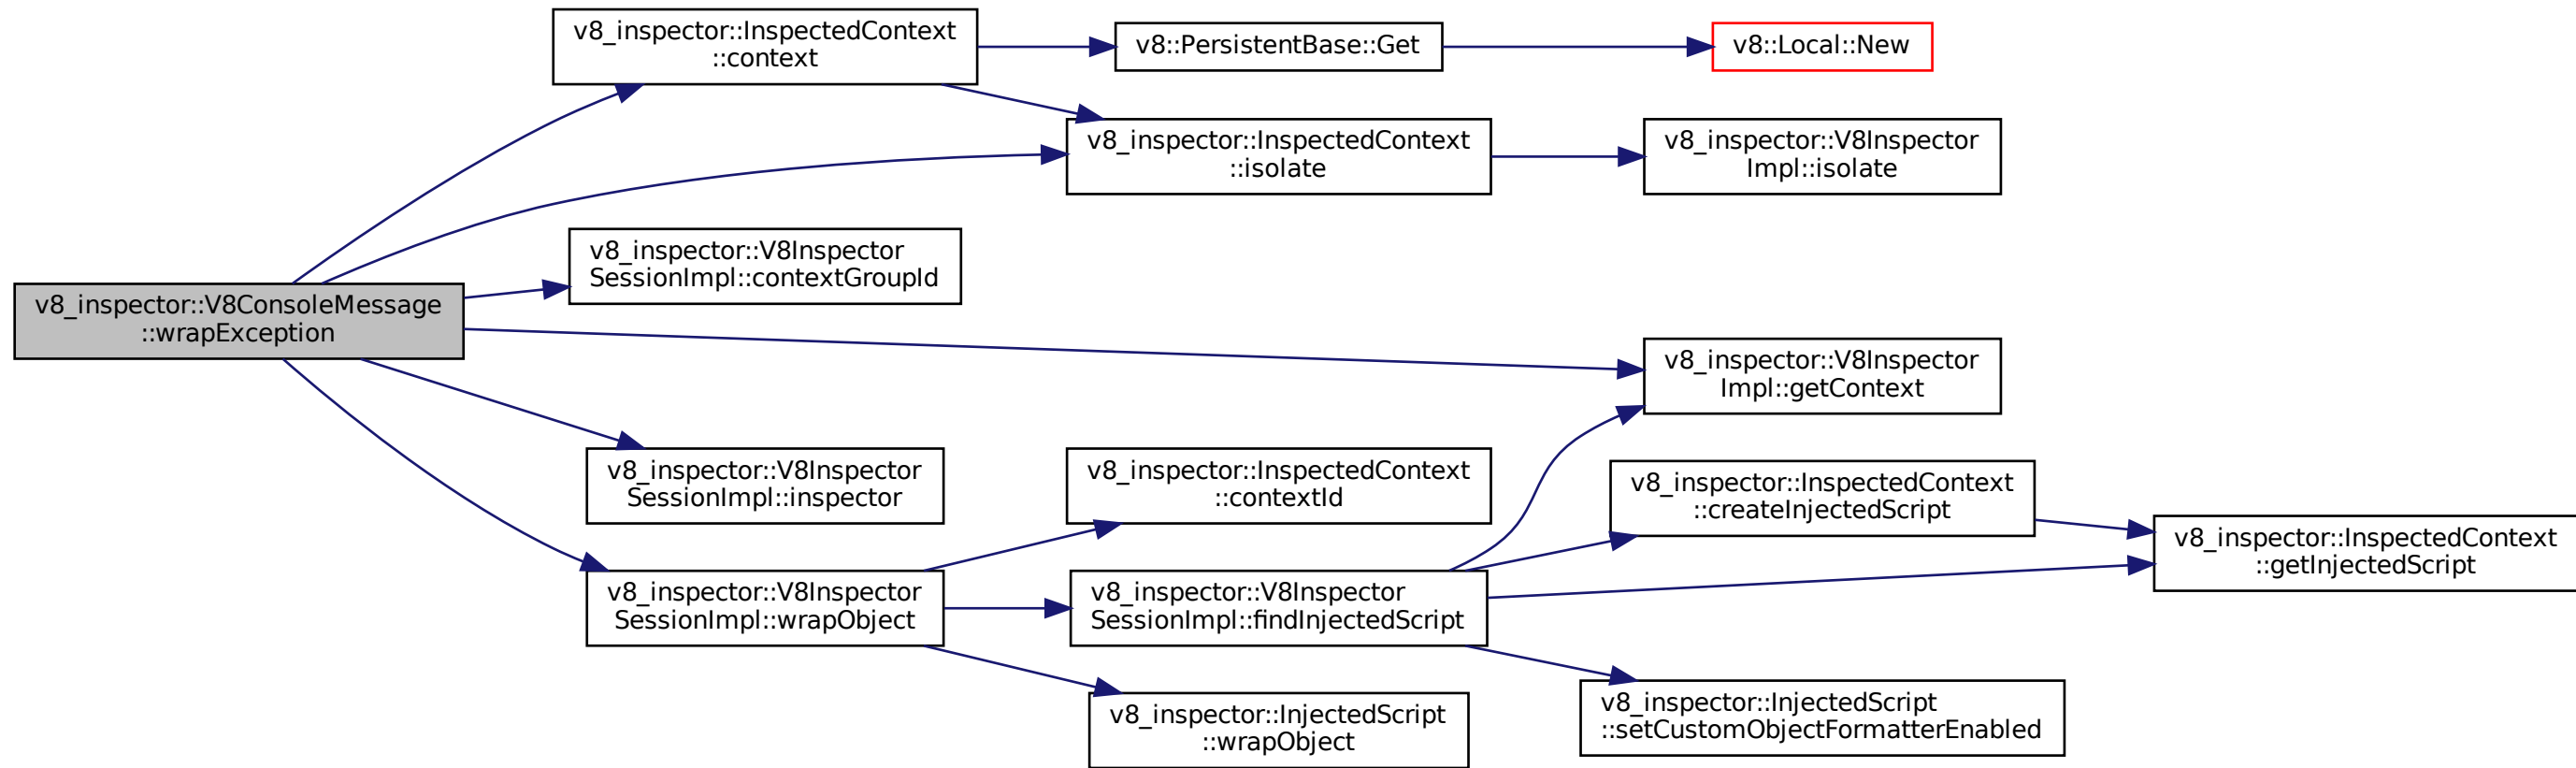 v8_inspector::V8ConsoleMessage
::wrapException
v8_inspector::InspectedContext
::context
v8::PersistentBase::Get
v8::Local::New
v8_inspector::InspectedContext
::isolate
v8_inspector::V8Inspector
Impl::isolate
v8_inspector::V8Inspector
SessionImpl::contextGroupId
v8_inspector::V8Inspector
Impl::getContext
v8_inspector::V8Inspector
SessionImpl::inspector
v8_inspector::V8Inspector
SessionImpl::wrapObject
v8_inspector::InspectedContext
::contextId
v8_inspector::V8Inspector
SessionImpl::findInjectedScript
v8_inspector::InspectedContext
::createInjectedScript
v8_inspector::InspectedContext
::getInjectedScript
v8_inspector::InjectedScript
::setCustomObjectFormatterEnabled
v8_inspector::InjectedScript
::wrapObject